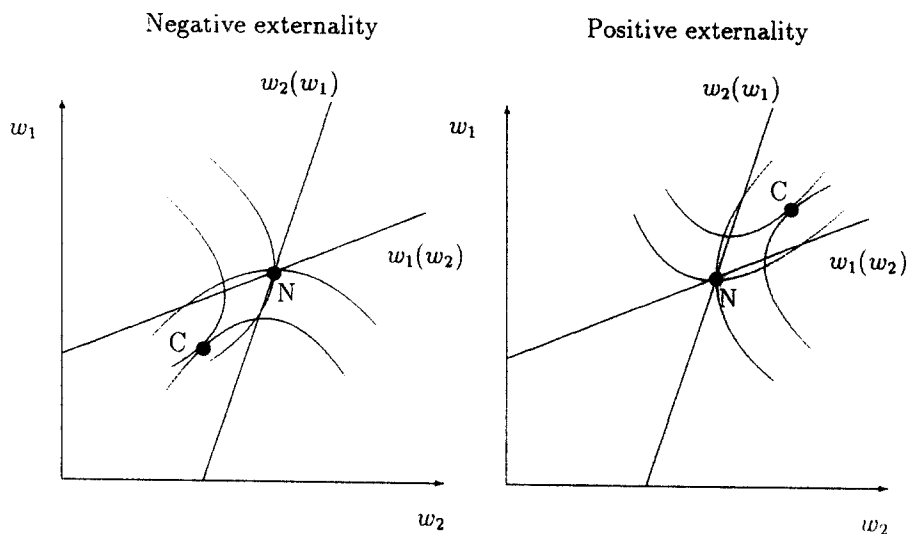 Negative externality
Positive externality
w₂(w₁)
w₁
w₁(w₂)
N
C
w₂
w₂(w₁)
w₁
C
w₁(w₂)
N
w₂